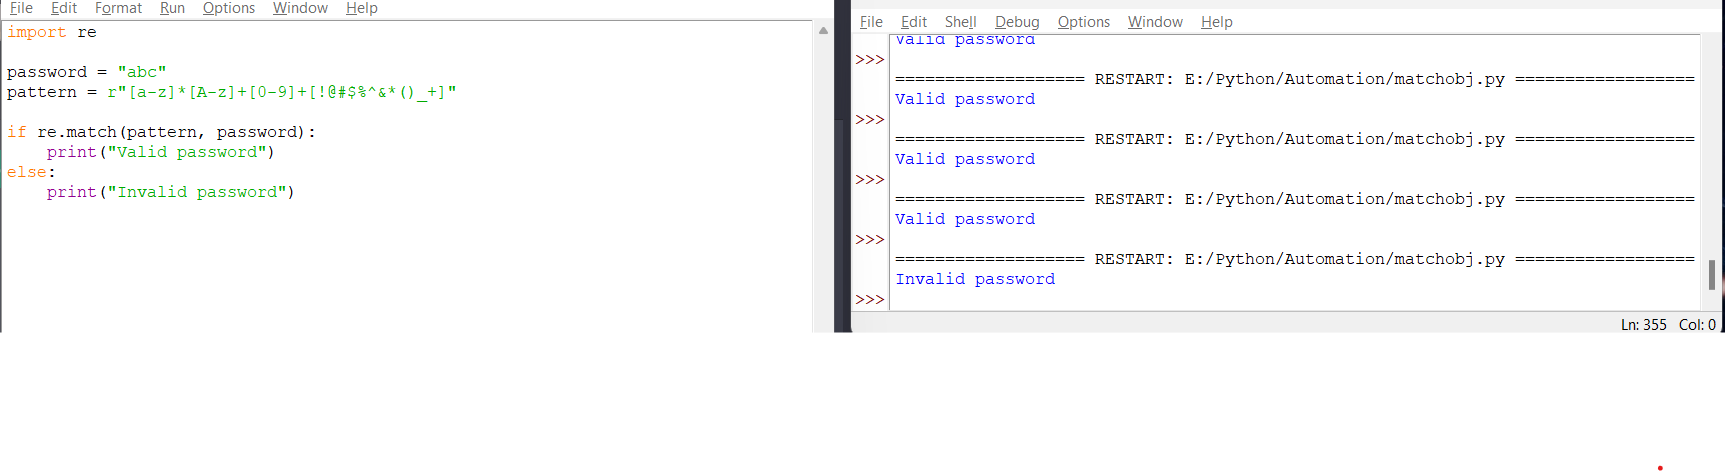 File Edit Format Run Options Window Help
import re
password = "abc"
pattern = r"[a-z]*[A-z]+[0-9]+[!@#$%^&*()_+]"
if re.match(pattern, password):
    print("Valid password")
else:
    print("Invalid password")
File Edit Shell Debug Options Window Help
Valid password
>>>
=================== RESTART: E:/Python/Automation/matchobj.py ==================
Valid password
>>>
=================== RESTART: E:/Python/Automation/matchobj.py ==================
Valid password
>>>
=================== RESTART: E:/Python/Automation/matchobj.py ==================
Valid password
>>>
=================== RESTART: E:/Python/Automation/matchobj.py ==================
Invalid password
>>>
Ln: 355 Col: 0